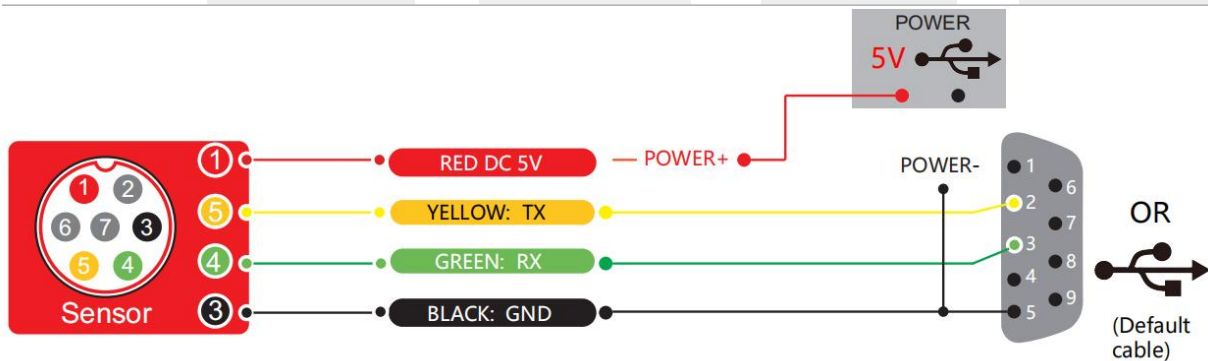 POWER
5V
1 RED DC 5V POWER+
POWER-
1
6
1 2
5 YELLOW: TX
2
OR
6 7 3
7
5 4
4 GREEN: RX
3
8
4
Sensor
3 BLACK: GND
9
5
(Default
cable)